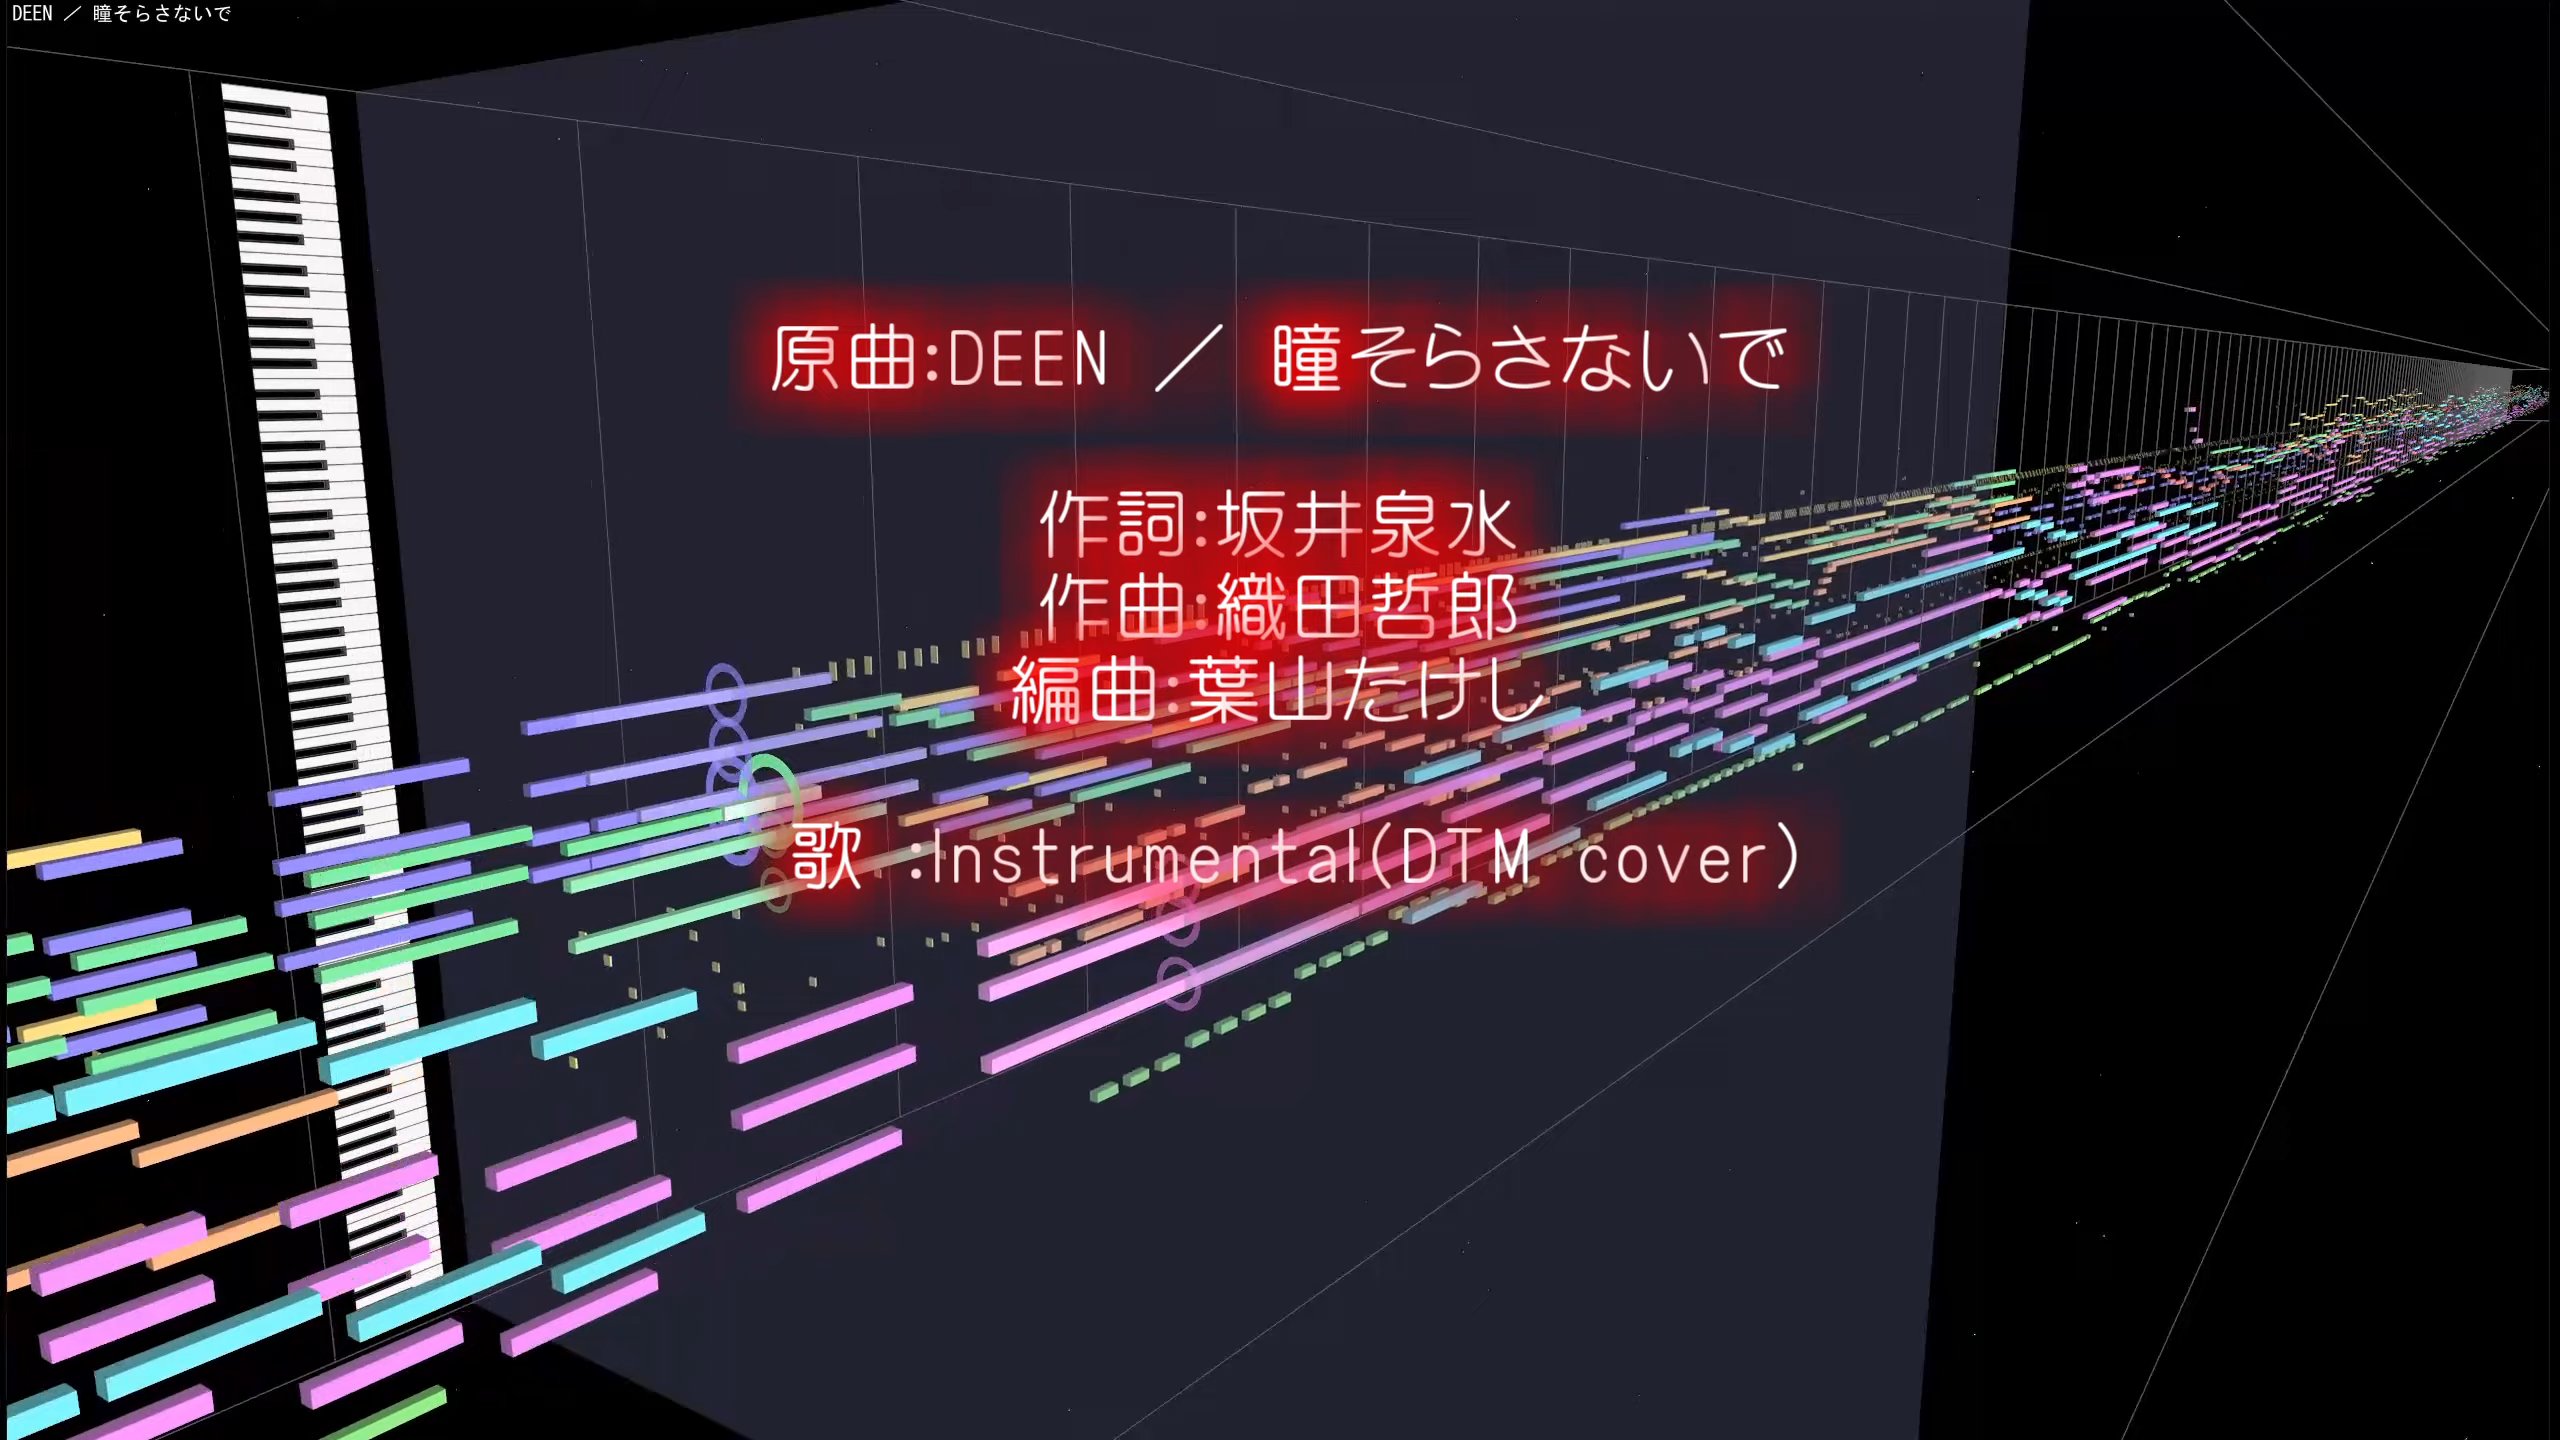 DEEN ／ 瞳そらさないで
原曲:DEEN ／ 瞳そらさないで
作詞:坂井泉水
作曲:織田哲郎
編曲:葉山たけし
歌 :Instrumental(DTM cover)